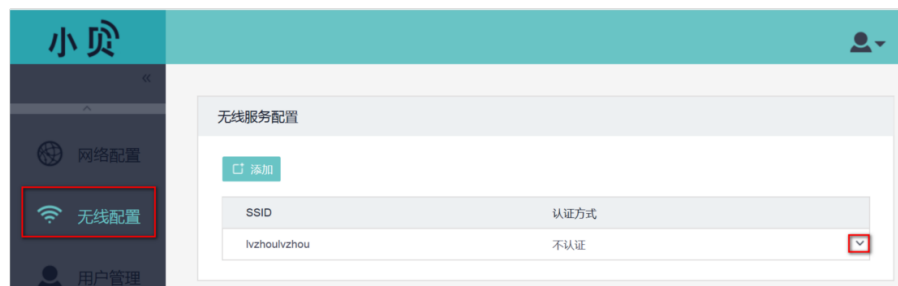 小贝
«
网络配置
无线配置
用户管理
无线服务配置
添加
SSID 认证方式
lvzhoulvzhou 不认证